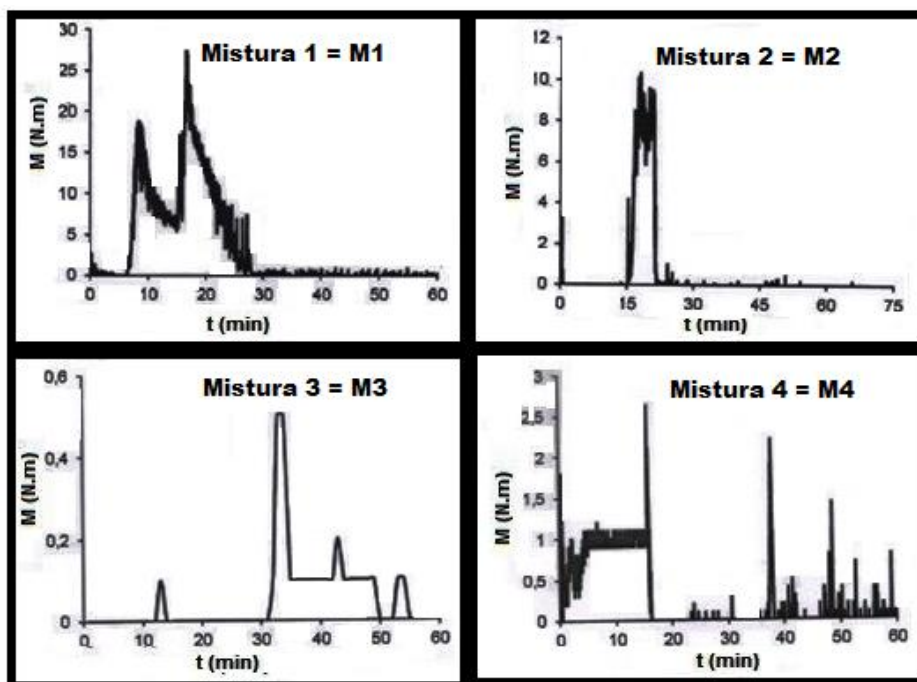 Mistura 1 = M1
M (N.m)
30
25
20
15
10
5
0
0 10 20 30 40 50 60
t (min)
Mistura 2 = M2
M (N.m)
12
10
8
6
4
2
0
0 15 30 45 60 75
t (min)
Mistura 3 = M3
M (N.m)
0,6
0,4
0,2
0
0 10 20 30 40 50 60
t (min)
Mistura 4 = M4
M (N.m)
3
2,5
2
1,5
1
0,5
0
0 10 20 30 40 50 60
t (min)